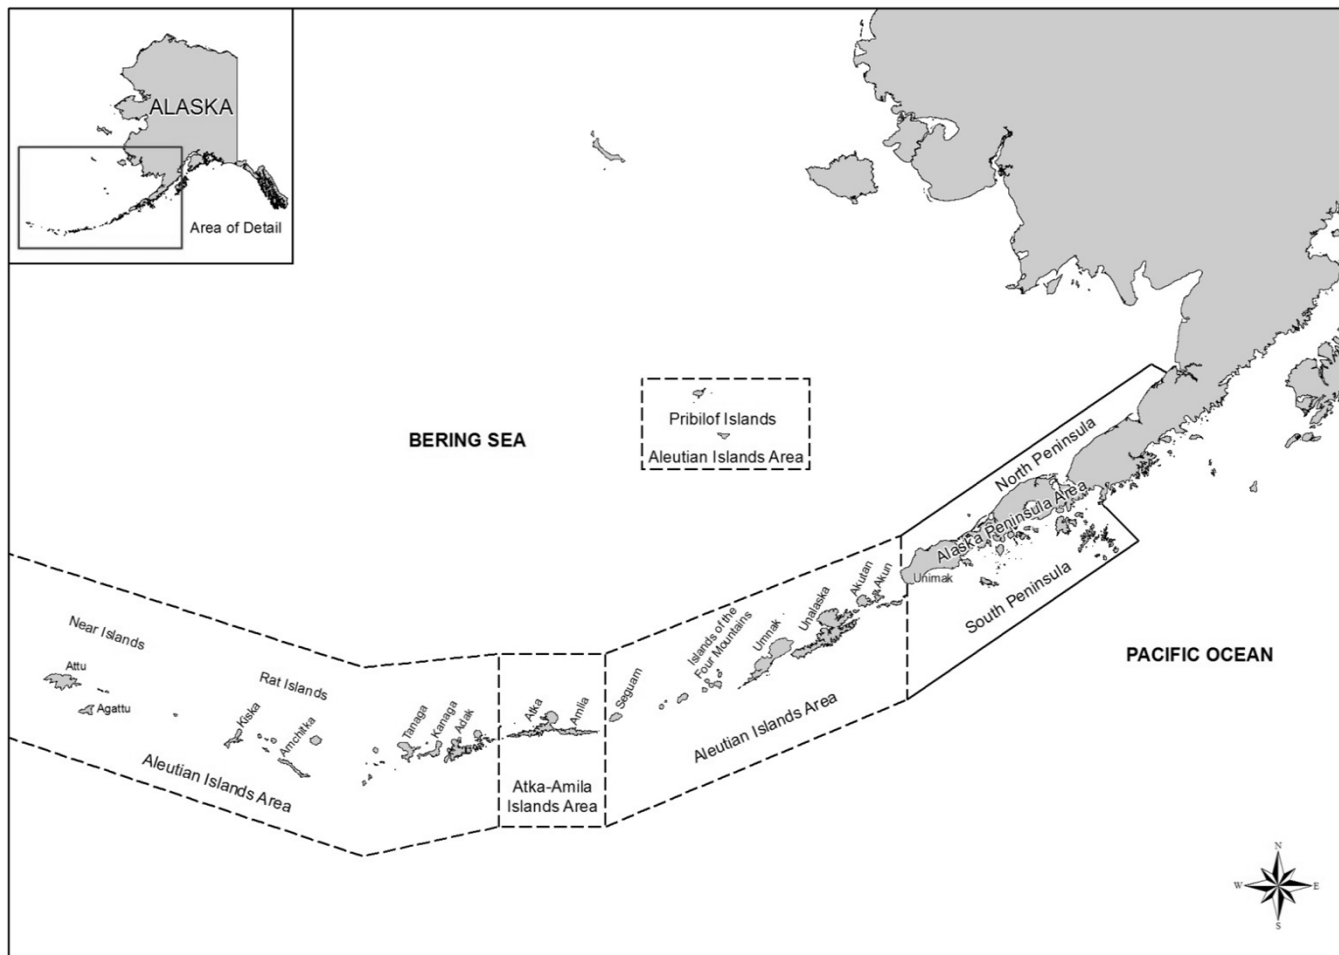 ALASKA
Area of Detail
BERING SEA
Pribilof Islands
Aleutian Islands Area
North Peninsula
Alaska Peninsula Area
South Peninsula
Unimak
PACIFIC OCEAN
Near Islands
Attu
Agattu
Rat Islands
Kiska
Amchitka
Aleutian Islands Area
Tanaga
Kanaga
Adak
Atka
Amlia
Atka-Amila
Islands Area
Seguam
Islands of the
Four Mountains
Umnak
Unalaska
Akutan
Akun
Aleutian Islands Area
N
W
E
S